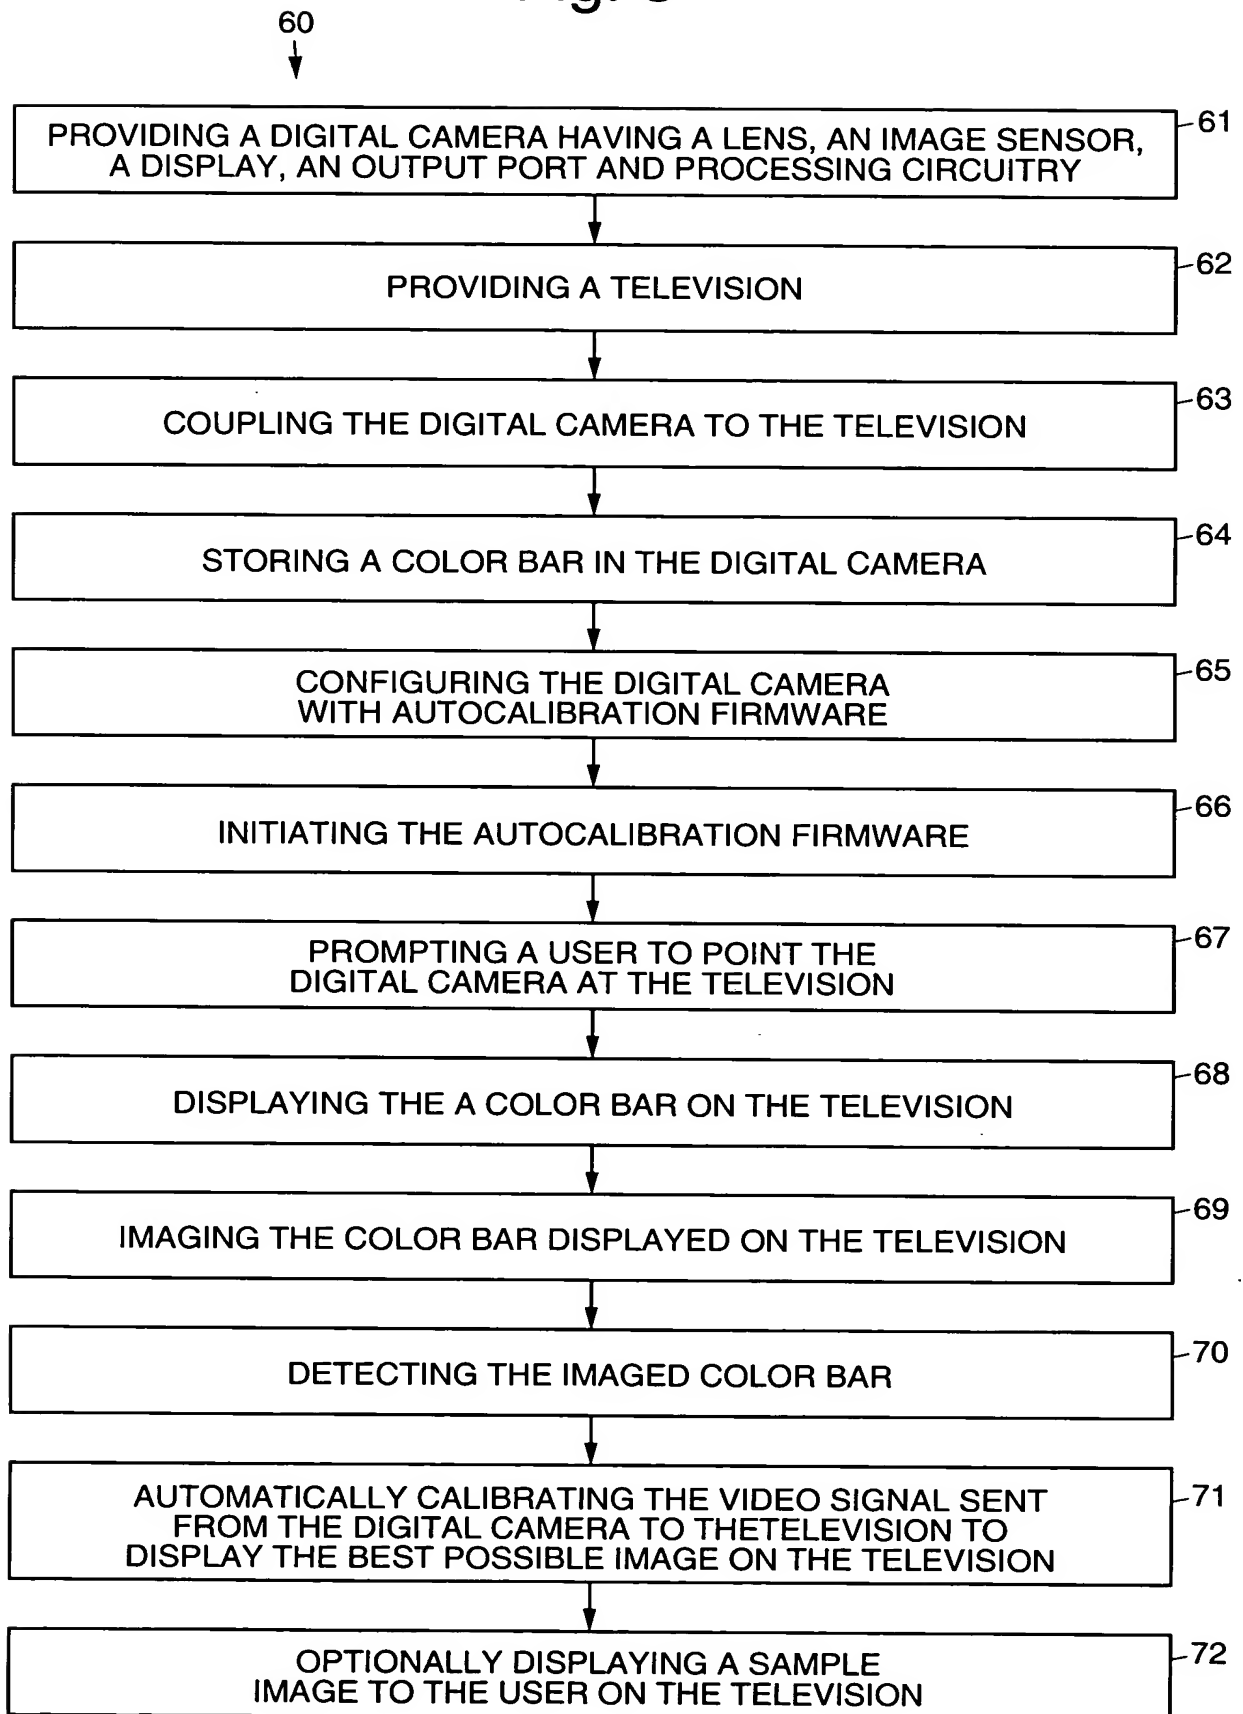 60
PROVIDING A DIGITAL CAMERA HAVING A LENS, AN IMAGE SENSOR,
A DISPLAY, AN OUTPUT PORT AND PROCESSING CIRCUITRY
61
PROVIDING A TELEVISION
62
COUPLING THE DIGITAL CAMERA TO THE TELEVISION
63
STORING A COLOR BAR IN THE DIGITAL CAMERA
64
CONFIGURING THE DIGITAL CAMERA
WITH AUTOCALIBRATION FIRMWARE
65
INITIATING THE AUTOCALIBRATION FIRMWARE
66
PROMPTING A USER TO POINT THE
DIGITAL CAMERA AT THE TELEVISION
67
DISPLAYING THE A COLOR BAR ON THE TELEVISION
68
IMAGING THE COLOR BAR DISPLAYED ON THE TELEVISION
69
DETECTING THE IMAGED COLOR BAR
70
AUTOMATICALLY CALIBRATING THE VIDEO SIGNAL SENT
FROM THE DIGITAL CAMERA TO THETELEVISION TO
DISPLAY THE BEST POSSIBLE IMAGE ON THE TELEVISION
71
OPTIONALLY DISPLAYING A SAMPLE
IMAGE TO THE USER ON THE TELEVISION
72